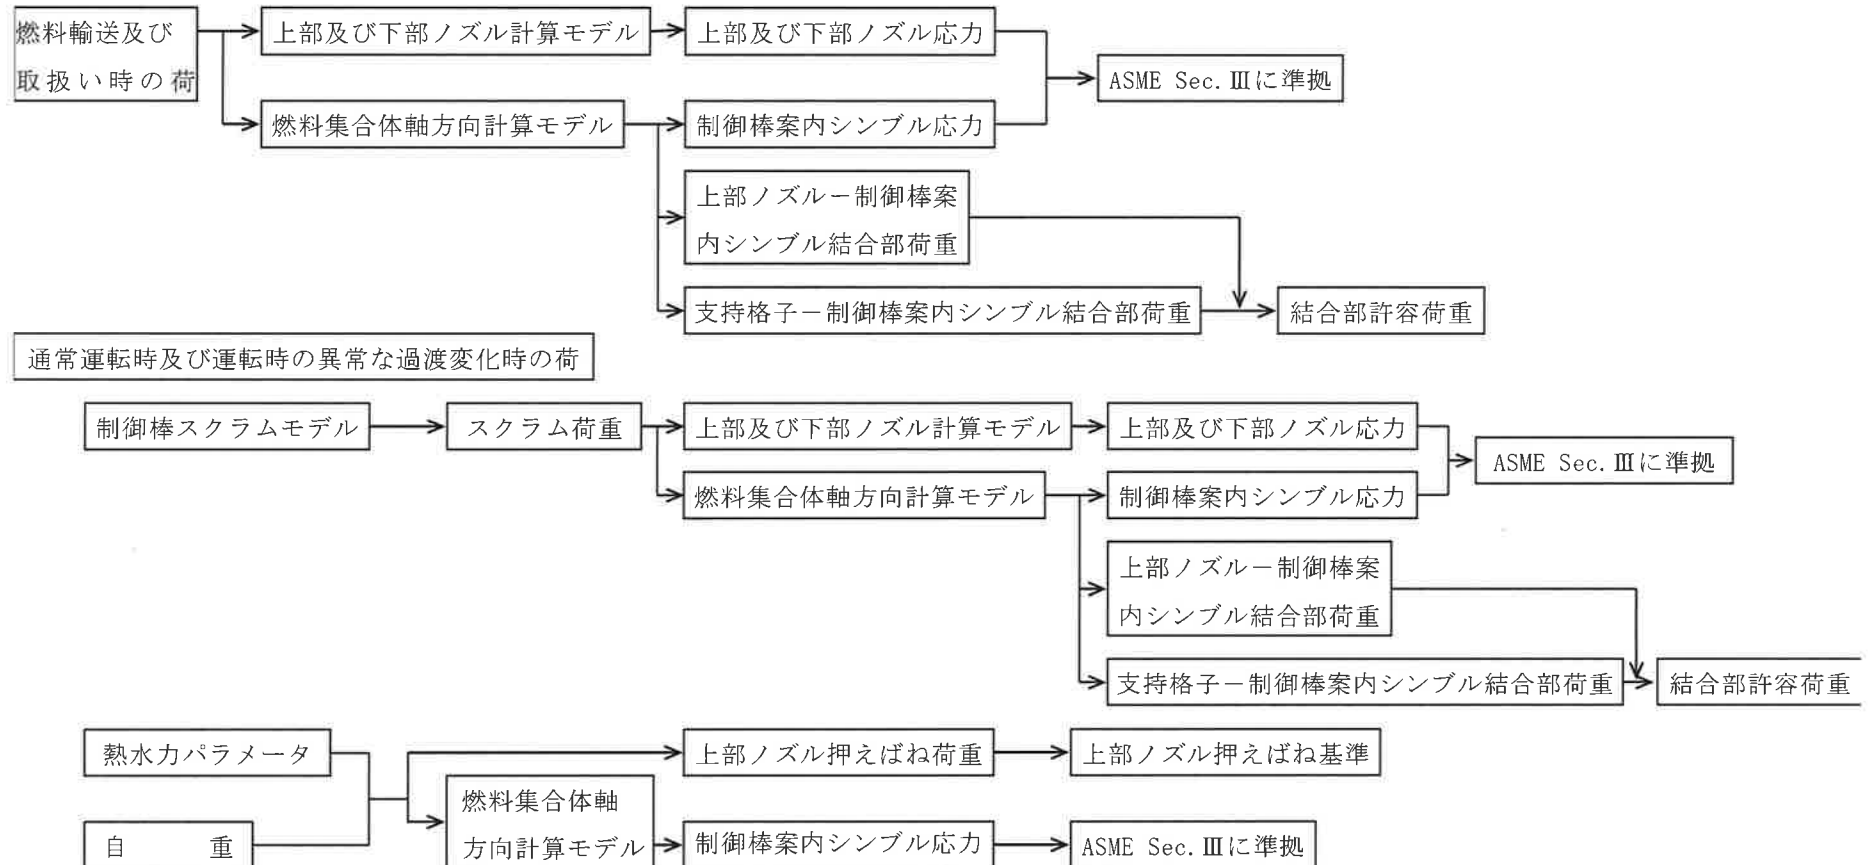 燃料輸送及び
取扱い時の荷
上部及び下部ノズル計算モデル
上部及び下部ノズル応力
ASME Sec.Ⅲに準拠
燃料集合体軸方向計算モデル
制御棒案内シンブル応力
上部ノズル－制御棒案
内シンブル結合部荷重
支持格子－制御棒案内シンブル結合部荷重
結合部許容荷重
通常運転時及び運転時の異常な過渡変化時の荷
制御棒スクラムモデル
スクラム荷重
上部及び下部ノズル計算モデル
上部及び下部ノズル応力
ASME Sec.Ⅲに準拠
燃料集合体軸方向計算モデル
制御棒案内シンブル応力
上部ノズル－制御棒案
内シンブル結合部荷重
支持格子－制御棒案内シンブル結合部荷重
結合部許容荷重
熱水力パラメータ
上部ノズル押えばね荷重
上部ノズル押えばね基準
自　　　重
燃料集合体軸
方向計算モデル
制御棒案内シンブル応力
ASME Sec.Ⅲに準拠